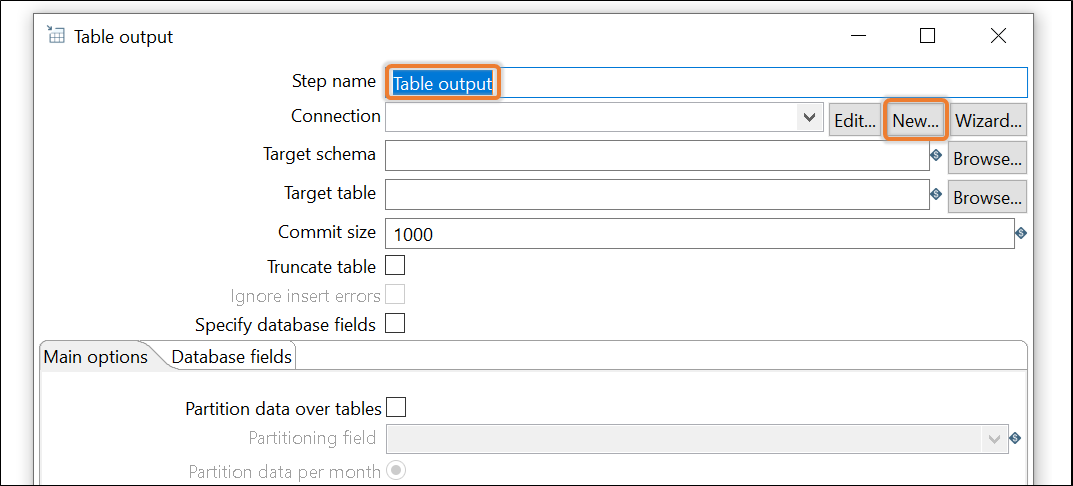 Table output
Step name Table output
Connection Edit... New... Wizard...
Target schema Browse...
Target table Browse...
Commit size 1000
Truncate table
Ignore insert errors
Specify database fields
Main options Database fields
Partition data over tables
Partitioning field
Partition data per month